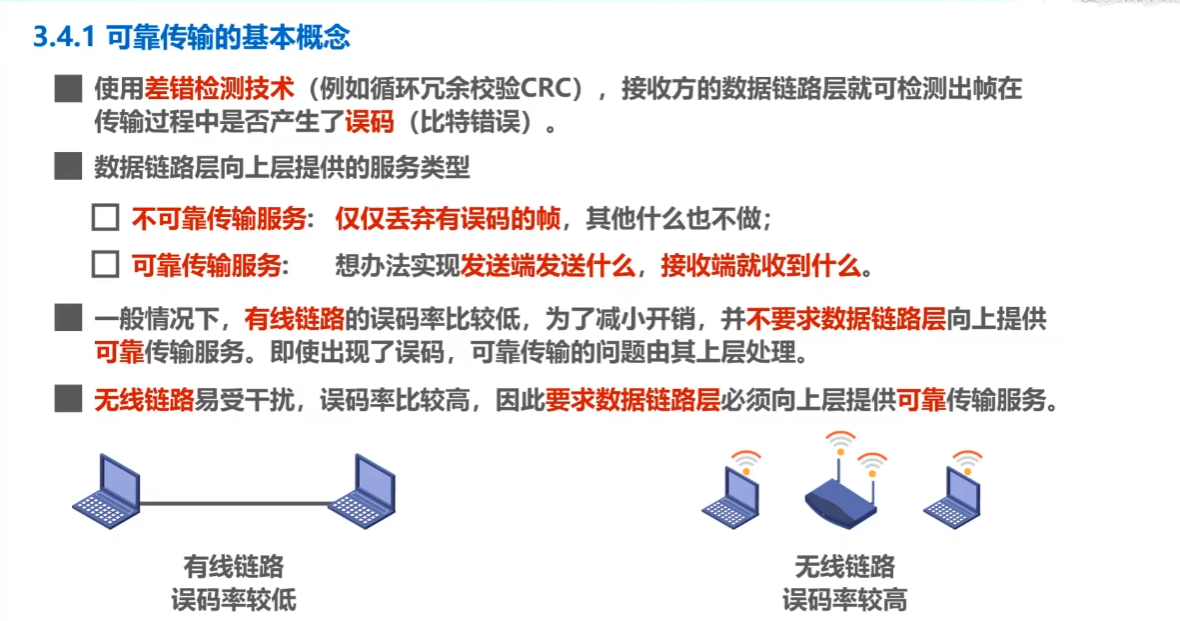 3.4.1 可靠传输的基本概念
使用差错检测技术（例如循环冗余校验CRC），接收方的数据链路层就可检测出帧在
传输过程中是否产生了误码（比特错误）。
数据链路层向上层提供的服务类型
不可靠传输服务： 仅仅丢弃有误码的帧，其他什么也不做；
可靠传输服务： 想办法实现发送端发送什么，接收端就收到什么。
一般情况下，有线链路的误码率比较低，为了减小开销，并不要求数据链路层向上提供
可靠传输服务。即使出现了误码，可靠传输的问题由其上层处理。
无线链路易受干扰，误码率比较高，因此要求数据链路层必须向上层提供可靠传输服务。
有线链路
误码率较低
无线链路
误码率较高